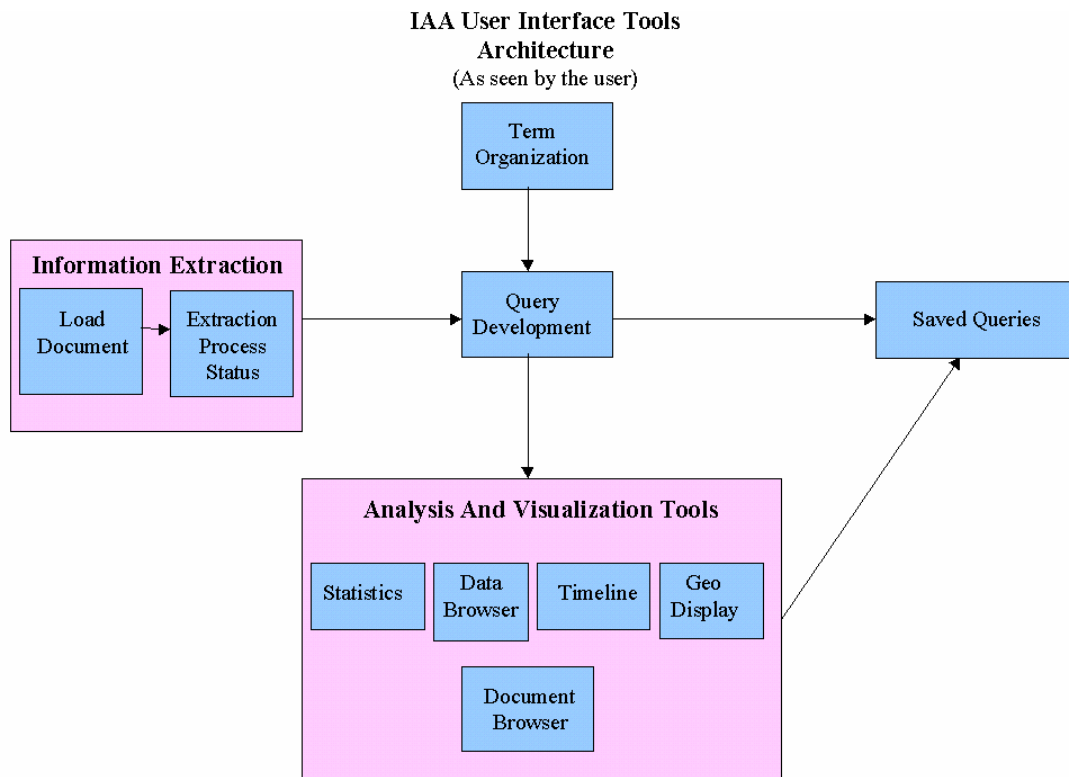 IAA User Interface Tools
Architecture
(As seen by the user)
Term
Organization
Information Extraction
Load
Document
Extraction
Process
Status
Query
Development
Saved Queries
Analysis And Visualization Tools
Statistics
Data
Browser
Timeline
Geo
Display
Document
Browser